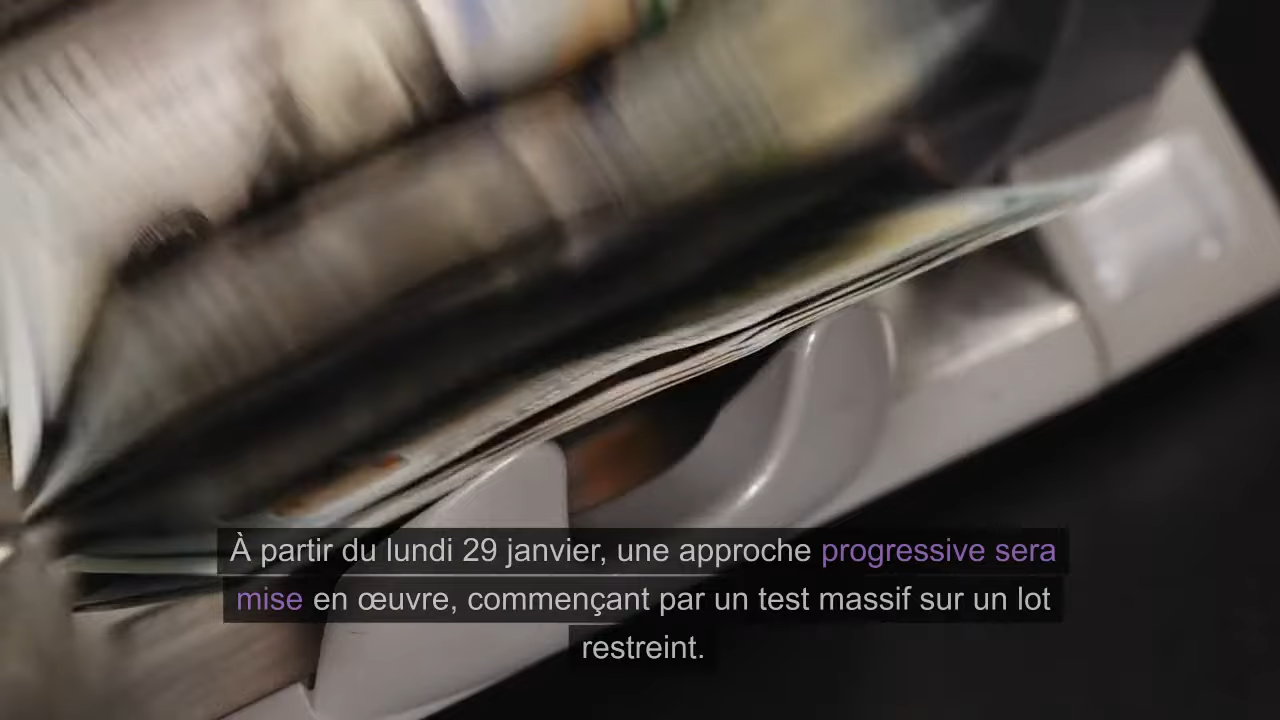 À partir du lundi 29 janvier, une approche progressive sera
mise en œuvre, commençant par un test massif sur un lot
restreint.